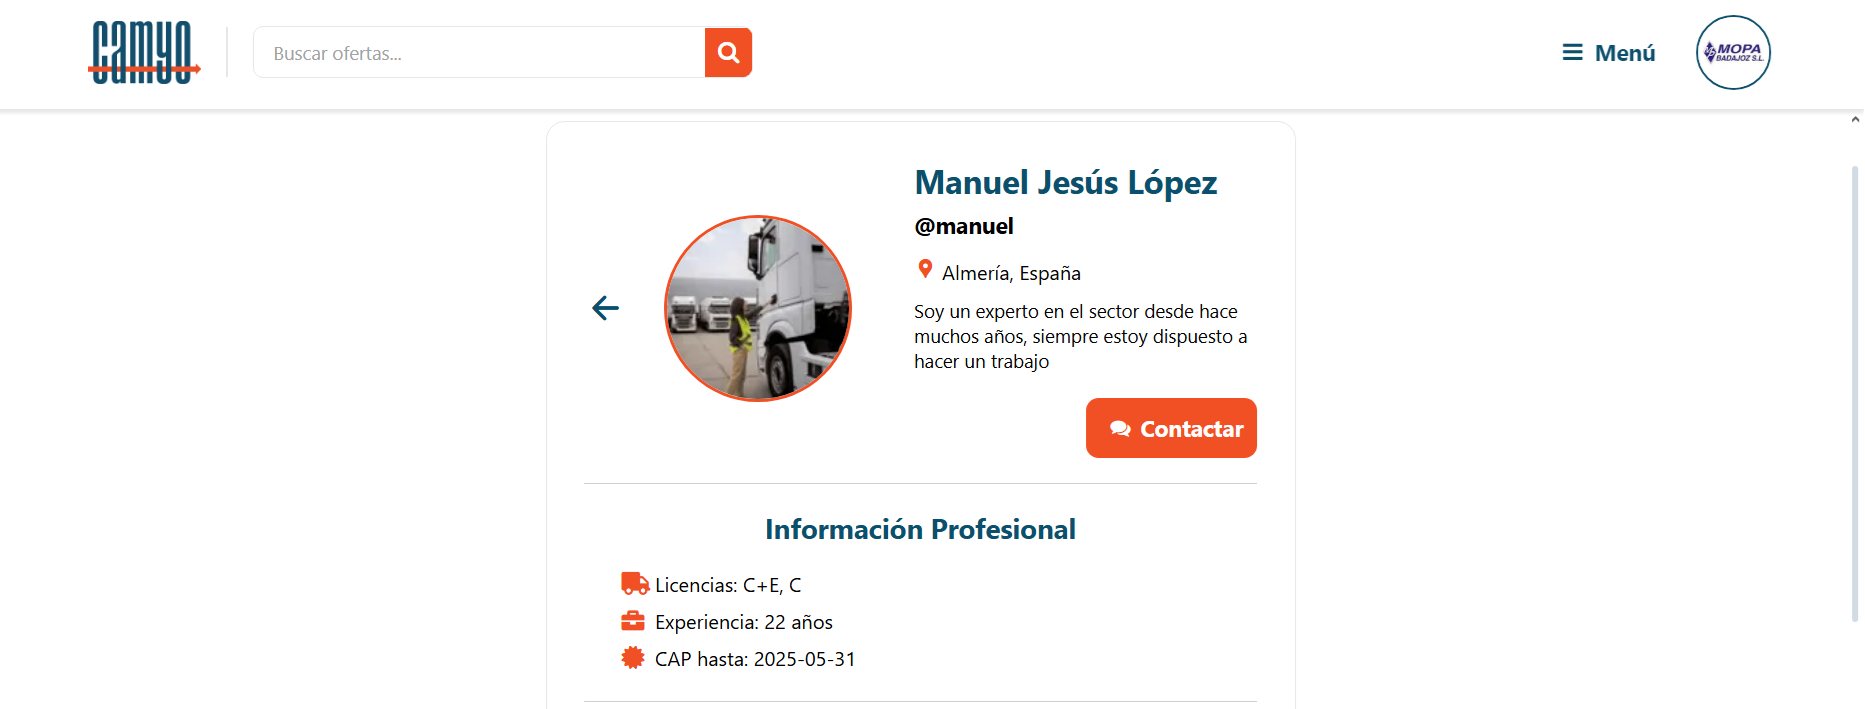 camyo
Buscar ofertas...
Menú
MOPA
BADAJOZ S.L.
Manuel Jesús López
@manuel
Almería, España
Soy un experto en el sector desde hace
muchos años, siempre estoy dispuesto a
hacer un trabajo
Contactar
Información Profesional
Licencias: C+E, C
Experiencia: 22 años
CAP hasta: 2025-05-31